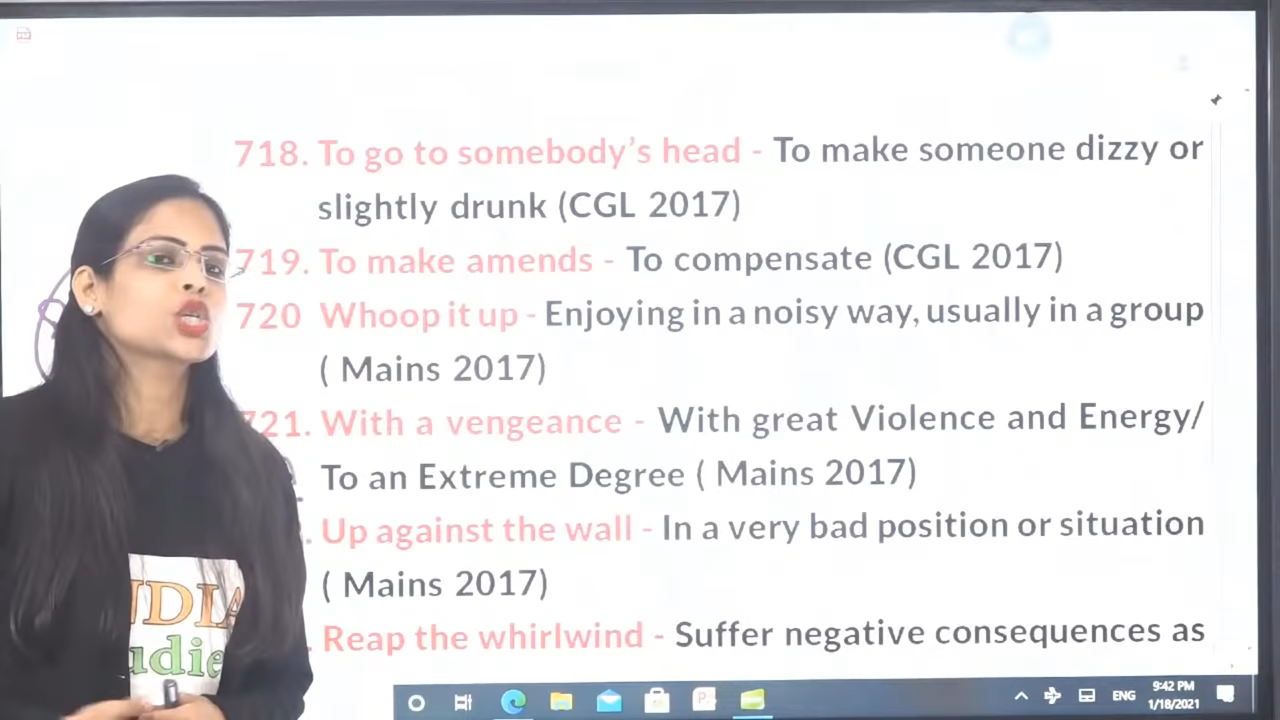 718. To go to somebody's head - To make someone dizzy or
slightly drunk (CGL 2017)
719. To make amends - To compensate (CGL 2017)
720 Whoop it up - Enjoying in a noisy way, usually in a group
( Mains 2017)
721. With a vengeance - With great Violence and Energy/
To an Extreme Degree ( Mains 2017)
. Up against the wall - In a very bad position or situation
( Mains 2017)
. Reap the whirlwind - Suffer negative consequences as
NDIA
udie
ENG
9:42 PM
1/18/2021